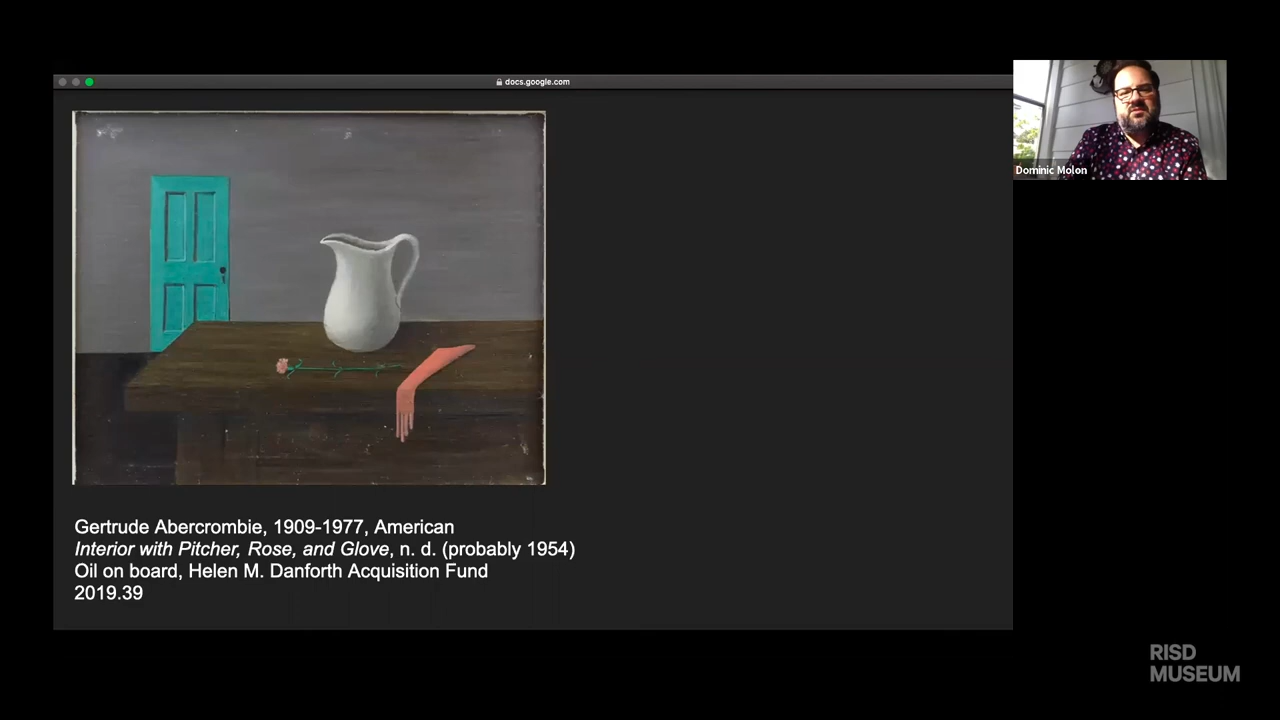 docs.google.com
Dominic Molon
Gertrude Abercrombie, 1909-1977, American
Interior with Pitcher, Rose, and Glove, n. d. (probably 1954)
Oil on board, Helen M. Danforth Acquisition Fund
2019.39
RISD
MUSEUM